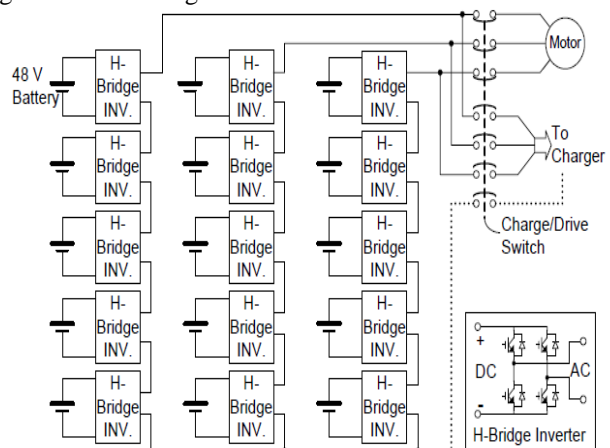 H-
Bridge
INV.
H-
Bridge
INV.
H-
Bridge
INV.
Motor
48 V
Battery
H-
Bridge
INV.
H-
Bridge
INV.
H-
Bridge
INV.
To
Charger
H-
Bridge
INV.
H-
Bridge
INV.
H-
Bridge
INV.
Charge/Drive
Switch
H-
Bridge
INV.
H-
Bridge
INV.
H-
Bridge
INV.
H-
Bridge
INV.
H-
Bridge
INV.
H-
Bridge
INV.
+
DC
AC
-
H-Bridge Inverter